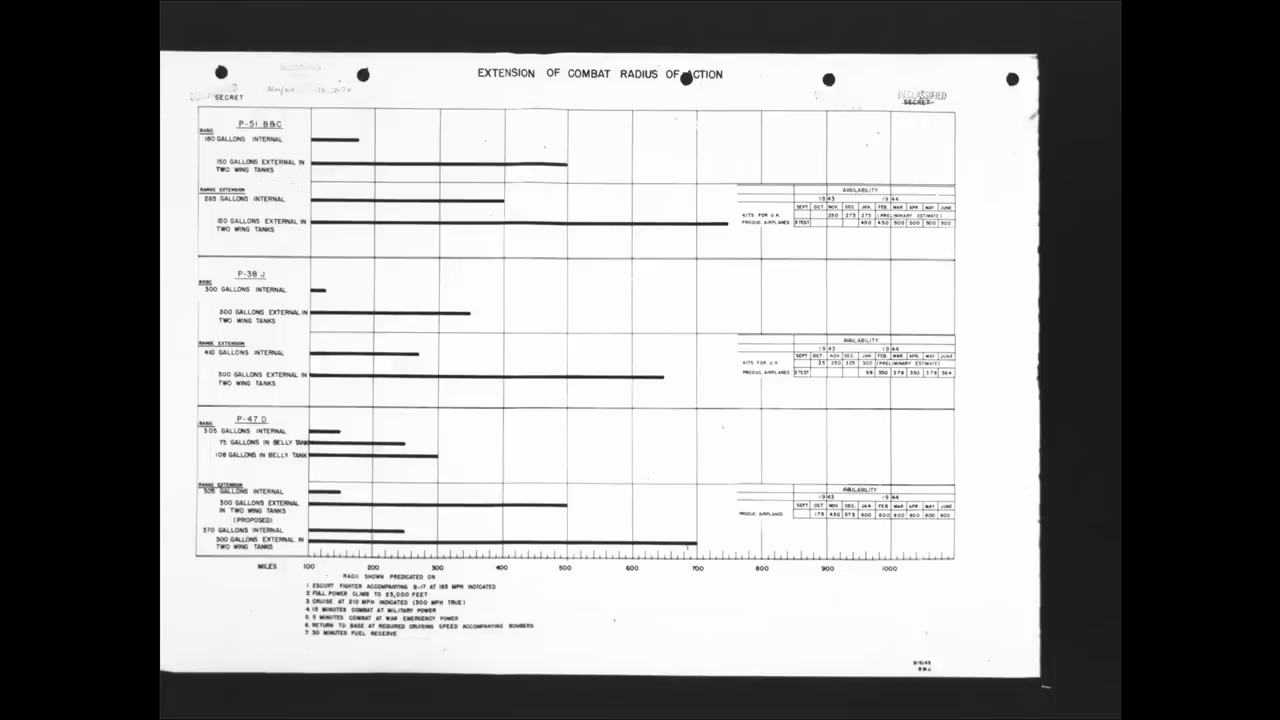 EXTENSION OF COMBAT RADIUS OF ACTION
SECRET
DECLASSIFIED
SECRET
P-51 B&C
BASIC
180 GALLONS INTERNAL
150 GALLONS EXTERNAL IN
TWO WING TANKS
RANGE EXTENSION
285 GALLONS INTERNAL
150 GALLONS EXTERNAL IN
TWO WING TANKS
AVAILABILITY
1943 1944
SEPT OCT NOV DEC JAN FEB MAR APR MAY JUNE
KITS FOR U.K. 250 275 275 (PRELIMINARY ESTIMATE)
PRODUC AIRPLANES 3 TEST 450 450 500 500 500 500
P-38 J
BASIC
300 GALLONS INTERNAL
300 GALLONS EXTERNAL IN
TWO WING TANKS
RANGE EXTENSION
410 GALLONS INTERNAL
300 GALLONS EXTERNAL IN
TWO WING TANKS
AVAILABILITY
1943 1944
SEPT OCT NOV DEC JAN FEB MAR APR MAY JUNE
KITS FOR U.K. 25 250 325 300 (PRELIMINARY ESTIMATE)
PRODUC AIRPLANES 3 TEST 98 350 378 350 378 364
P-47 D
BASIC
305 GALLONS INTERNAL
75 GALLONS IN BELLY TANK
108 GALLONS IN BELLY TANK
RANGE EXTENSION
305 GALLONS INTERNAL
300 GALLONS EXTERNAL
IN TWO WING TANKS
(PROPOSED)
370 GALLONS INTERNAL
300 GALLONS EXTERNAL IN
TWO WING TANKS
AVAILABILITY
1943 1944
SEPT OCT NOV DEC JAN FEB MAR APR MAY JUNE
PRODUC AIRPLANES 175 450 575 600 600 600 600 600 600
MILES 100 200 300 400 500 600 700 800 900 1000
RADII SHOWN PREDICATED ON
1. ESCORT FIGHTER ACCOMPANYING B-17 AT 165 MPH INDICATED
2. FULL POWER CLIMB TO 25,000 FEET
3. CRUISE AT 210 MPH INDICATED (300 MPH TRUE)
4. 15 MINUTES COMBAT AT MILITARY POWER
5. 5 MINUTES COMBAT AT WAR EMERGENCY POWER
6. RETURN TO BASE AT REQUIRED CRUISING SPEED ACCOMPANYING BOMBERS
7. 30 MINUTES FUEL RESERVE